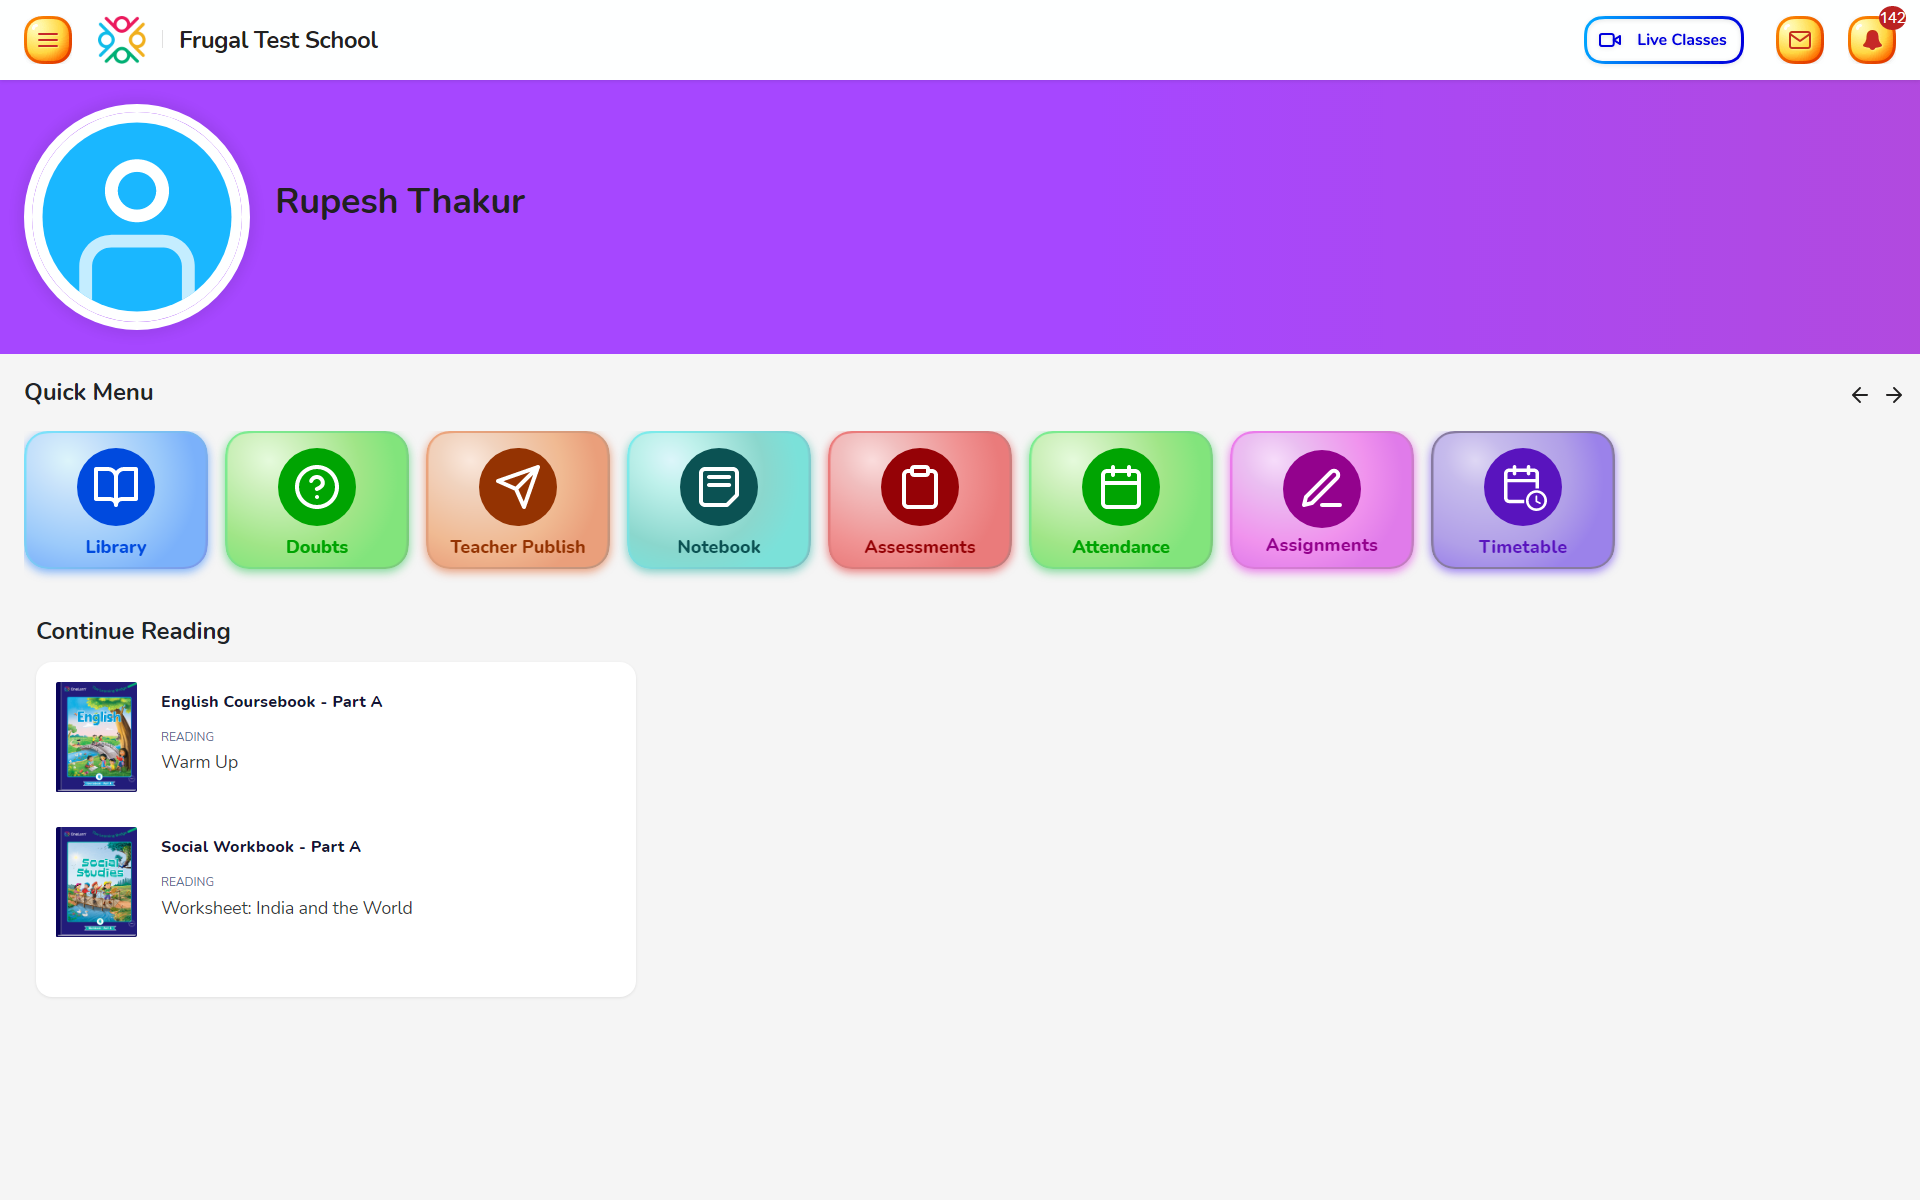 Frugal Test School
Live Classes
142
Rupesh Thakur
Quick Menu
Library
Doubts
Teacher Publish
Notebook
Assessments
Attendance
Assignments
Timetable
Continue Reading
English
English Coursebook - Part A
READING
Warm Up
Social
Studies
Social Workbook - Part A
READING
Worksheet: India and the World